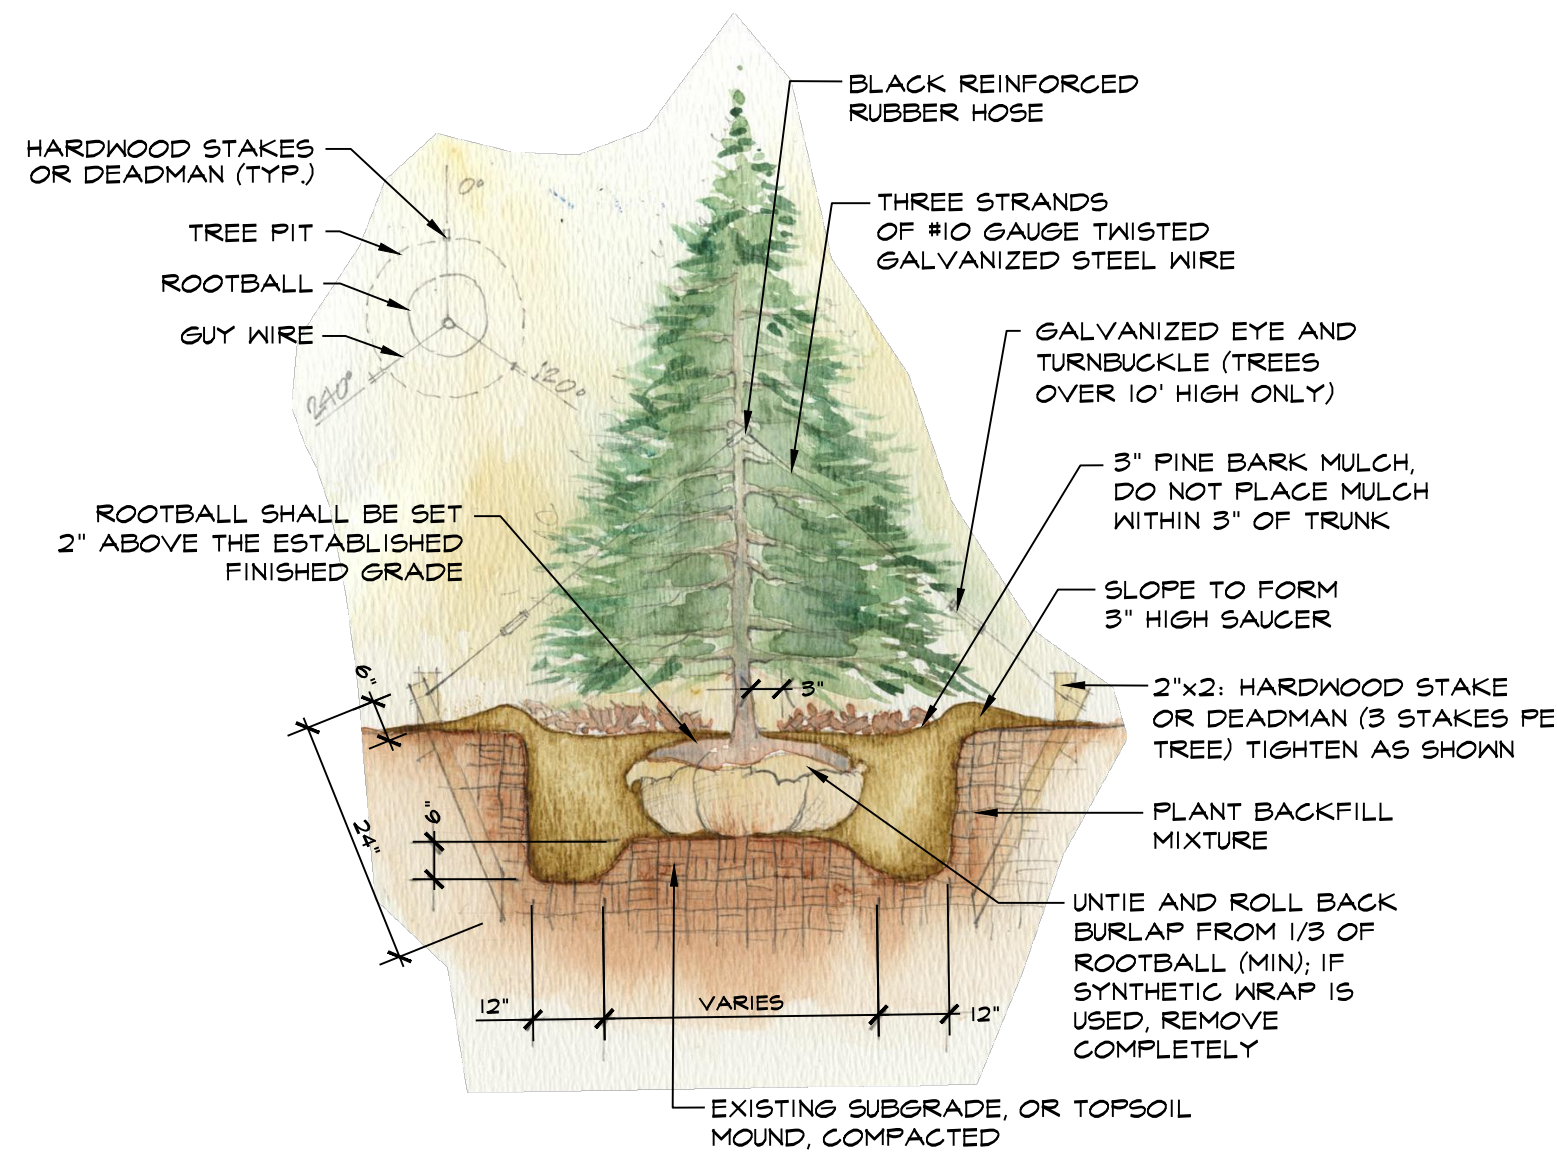 BLACK REINFORCED
RUBBER HOSE
HARDWOOD STAKES
OR DEADMAN (TYP.)
0°
TREE PIT
ROOTBALL
GUY WIRE
240°
120°
THREE STRANDS
OF #10 GAUGE TWISTED
GALVANIZED STEEL WIRE
GALVANIZED EYE AND
TURNBUCKLE (TREES
OVER 10' HIGH ONLY)
3" PINE BARK MULCH,
DO NOT PLACE MULCH
WITHIN 3" OF TRUNK
ROOTBALL SHALL BE SET
2" ABOVE THE ESTABLISHED
FINISHED GRADE
SLOPE TO FORM
3" HIGH SAUCER
6"
3"
2"x2: HARDWOOD STAKE
OR DEADMAN (3 STAKES PE
TREE) TIGHTEN AS SHOWN
24"
6"
PLANT BACKFILL
MIXTURE
UNTIE AND ROLL BACK
BURLAP FROM 1/3 OF
ROOTBALL (MIN); IF
SYNTHETIC WRAP IS
USED, REMOVE
COMPLETELY
12"
VARIES
12"
EXISTING SUBGRADE, OR TOPSOIL
MOUND, COMPACTED